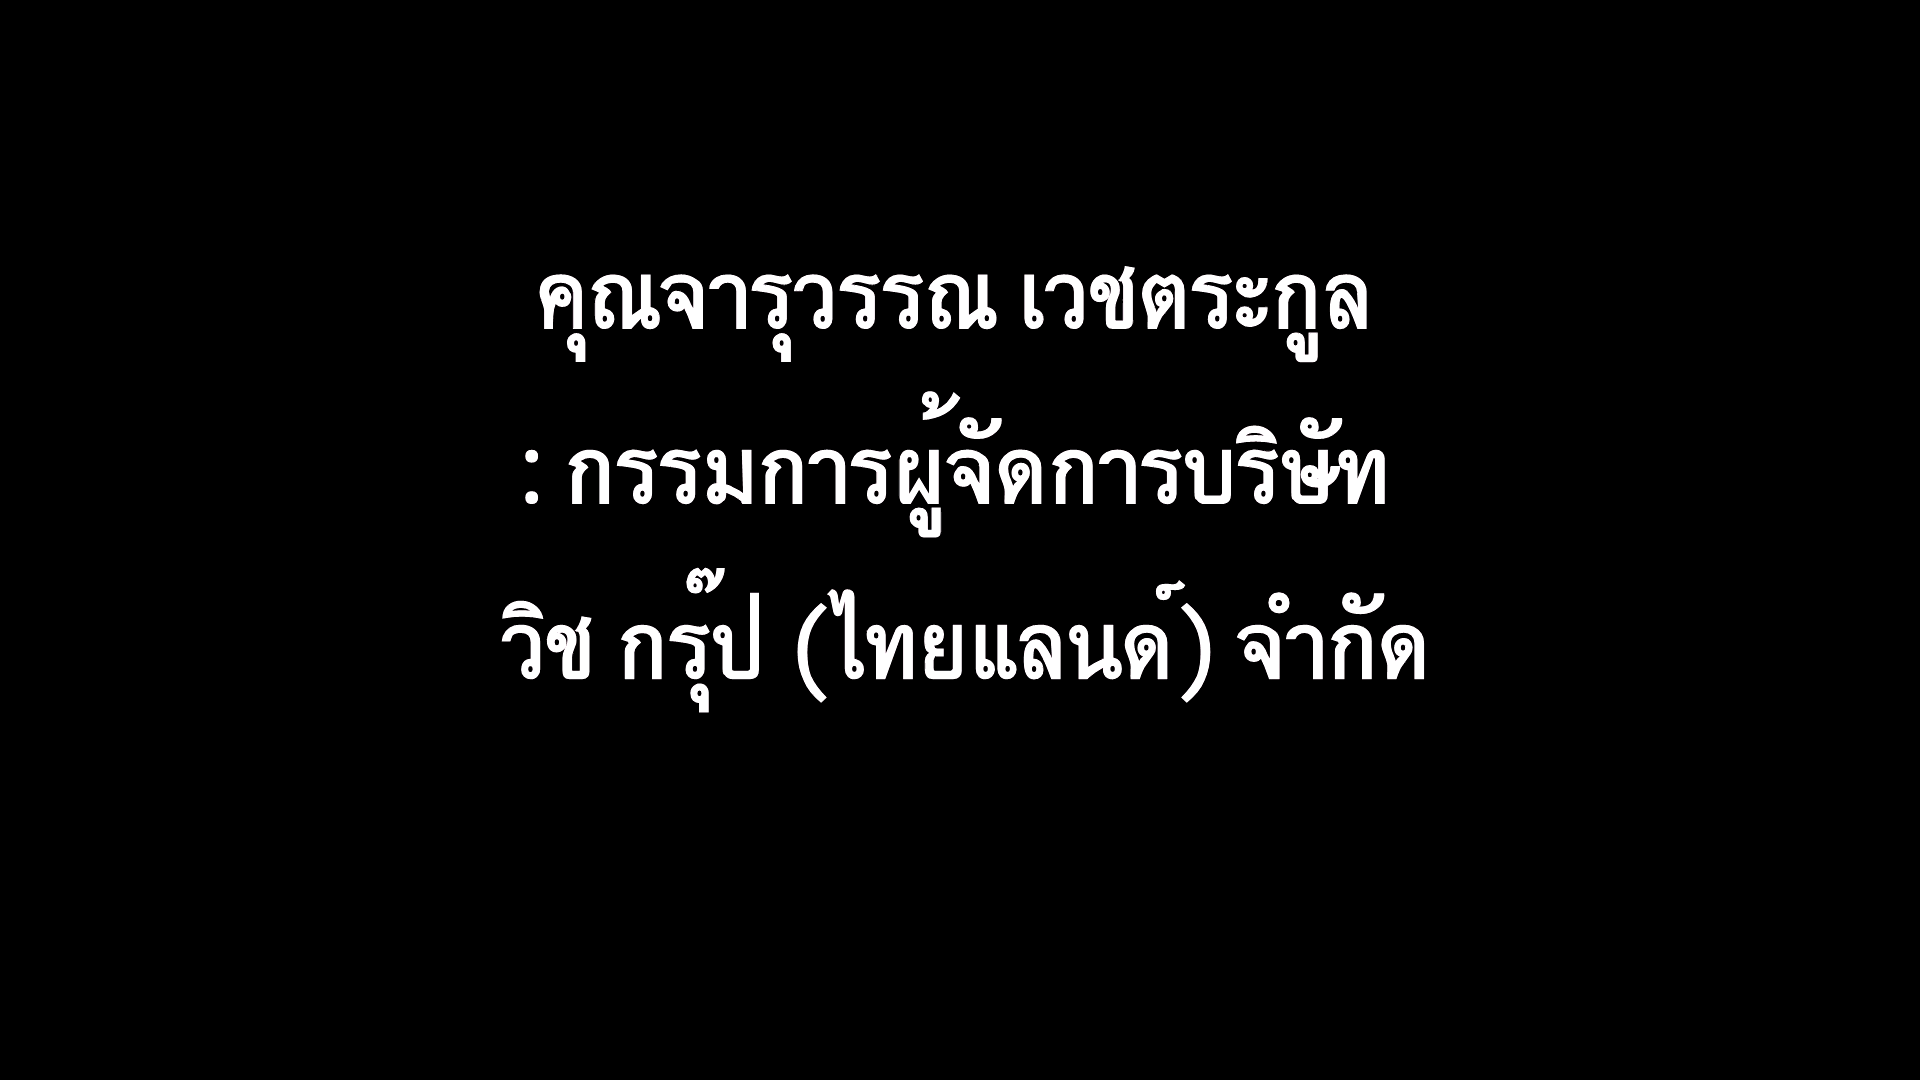 คุณจารุวรรณ เวชตระกูล
: กรรมการผู้จัดการบริษัท
วิช กรุ๊ป (ไทยแลนด์) จำกัด